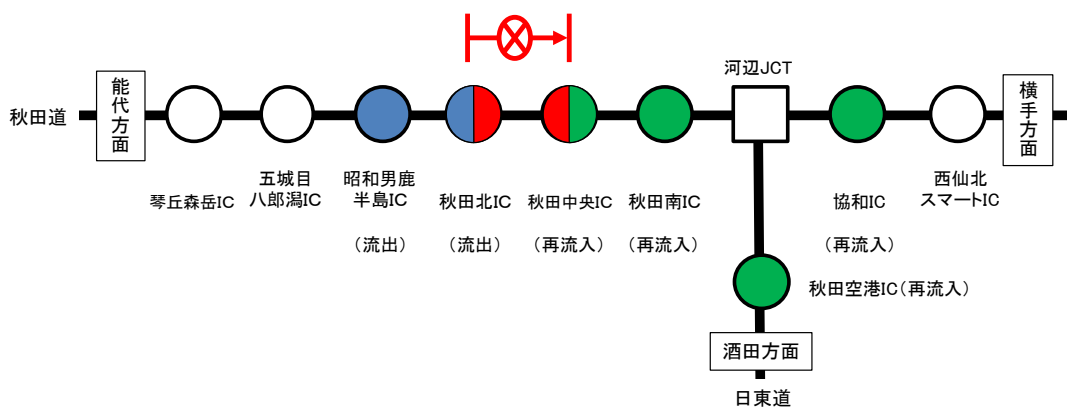 河辺JCT
能代方面
横手方面
秋田道
琴丘森岳IC
五城目
八郎潟IC
昭和男鹿
半島IC
秋田北IC
秋田中央IC
秋田南IC
協和IC
西仙北
スマートIC
（流出）
（流出）
（再流入）
（再流入）
（再流入）
秋田空港IC（再流入）
酒田方面
日東道